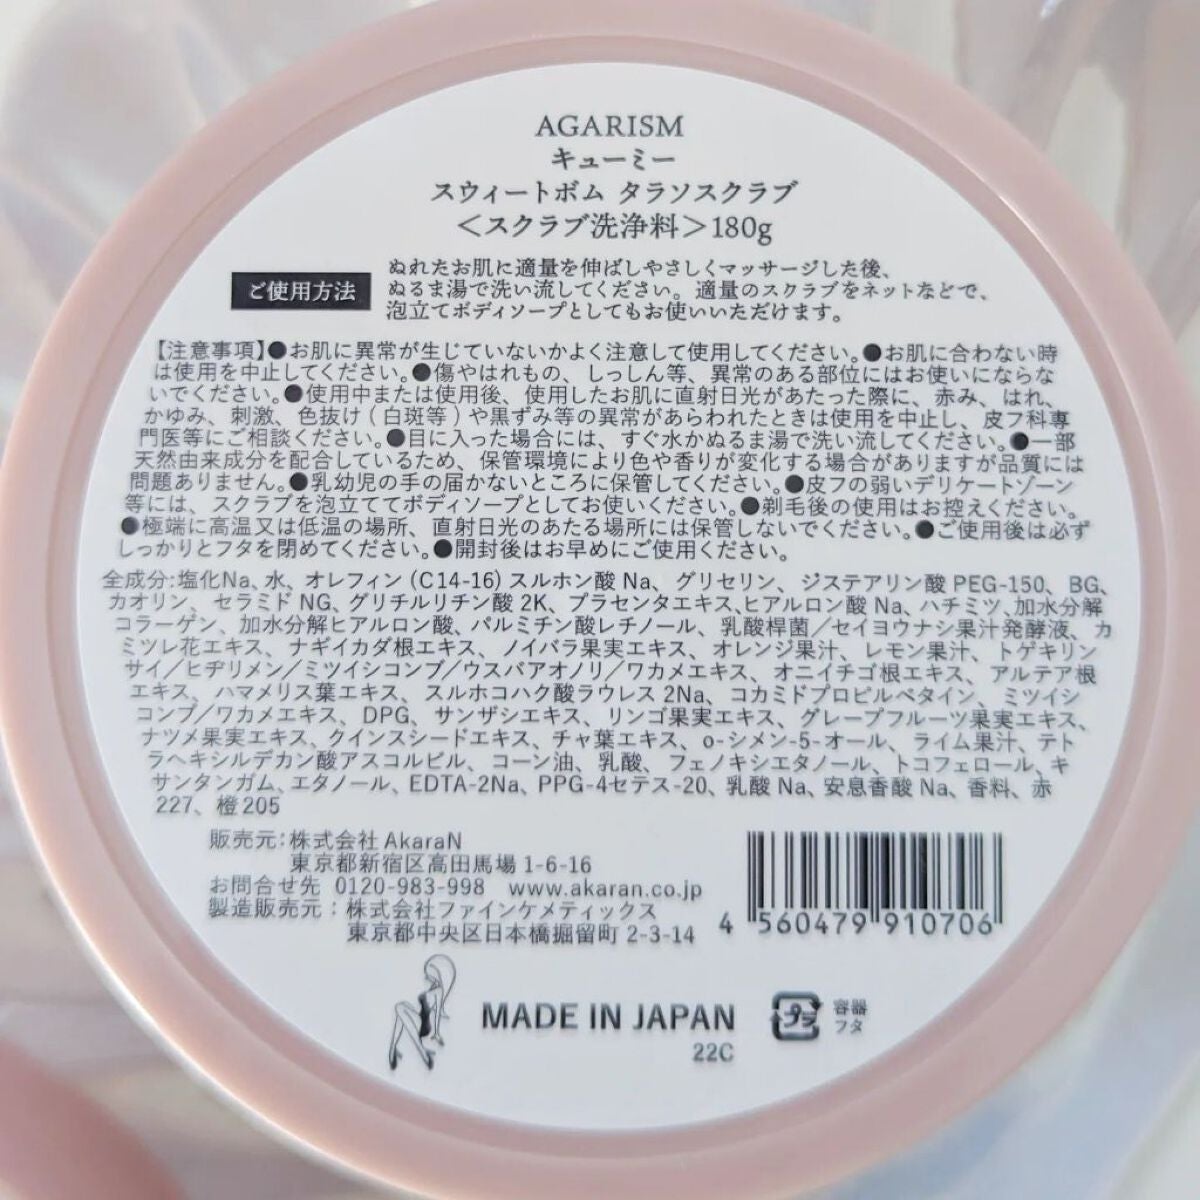 AGARISM
キューミー
スウィートボム タラソスクラブ
<スクラブ洗浄料>180g
ご使用方法
ぬれたお肌に適量を伸ばしやさしくマッサージした後、
ぬるま湯で洗い流してください。適量のスクラブをネットなどで、
泡立てボディソープとしてもお使いいただけます。
【注意事項】●お肌に異常が生じていないかよく注意して使用してください。●お肌に合わない時
は使用を中止してください。●傷やはれもの、しっしん等、異常のある部位にはお使いにならな
いでください。●使用中または使用後、使用したお肌に直射日光があたった際に、赤み、はれ、
かゆみ、刺激、色抜け(白斑等)や黒ずみ等の異常があらわれたときは使用を中止し、皮フ科専
門医等にご相談ください。●目に入った場合には、すぐ水かぬるま湯で洗い流してください。●一部
天然由来成分を配合しているため、保管環境により色や香りが変化する場合がありますが品質には
問題ありません。●乳幼児の手の届かないところに保管してください。●皮フの弱いデリケートゾーン
等には、スクラブを泡立ててボディソープとしてお使いください。●剃毛後の使用はお控えください。
●極端に高温又は低温の場所、直射日光のあたる場所には保管しないでください。●ご使用後は必ず
しっかりとフタを閉めてください。●開封後はお早めにご使用ください。
全成分:塩化Na、水、オレフィン(C14-16)スルホン酸Na、グリセリン、ジステアリン酸PEG-150、BG、
カオリン、セラミドNG、グリチルリチン酸2K、プラセンタエキス、ヒアルロン酸Na、ハチミツ、加水分解
コラーゲン、加水分解ヒアルロン酸、パルミチン酸レチノール、乳酸桿菌/セイヨウナシ果汁発酵液、カ
ミツレ花エキス、ナギイカダ根エキス、ノイバラ果実エキス、オレンジ果汁、レモン果汁、トゲキリン
サイ/ヒヂリメン/ミツイシコンブ/ウスバアオノリ/ワカメエキス、オニイチゴ根エキス、アルテア根
エキス、ハマメリス葉エキス、スルホコハク酸ラウレス2Na、コカミドプロピルベタイン、ミツイシ
コンブ/ワカメエキス、DPG、サンザシエキス、リンゴ果実エキス、グレープフルーツ果実エキス、
ナツメ果実エキス、クインスシードエキス、チャ葉エキス、o-シメン-5-オール、ライム果汁、テト
ラヘキシルデカン酸アスコルビル、コーン油、乳酸、フェノキシエタノール、トコフェロール、キ
サンタンガム、エタノール、EDTA-2Na、PPG-4セテス-20、乳酸Na、安息香酸Na、香料、赤
227、橙205
販売元:株式会社AkaraN
東京都新宿区高田馬場1-6-16
お問合せ先 0120-983-998 www.akaran.co.jp
製造販売元:株式会社ファインケメティックス
東京都中央区日本橋堀留町2-3-14
4 560479 910706
MADE IN JAPAN
22C
プラ
容器
フタ